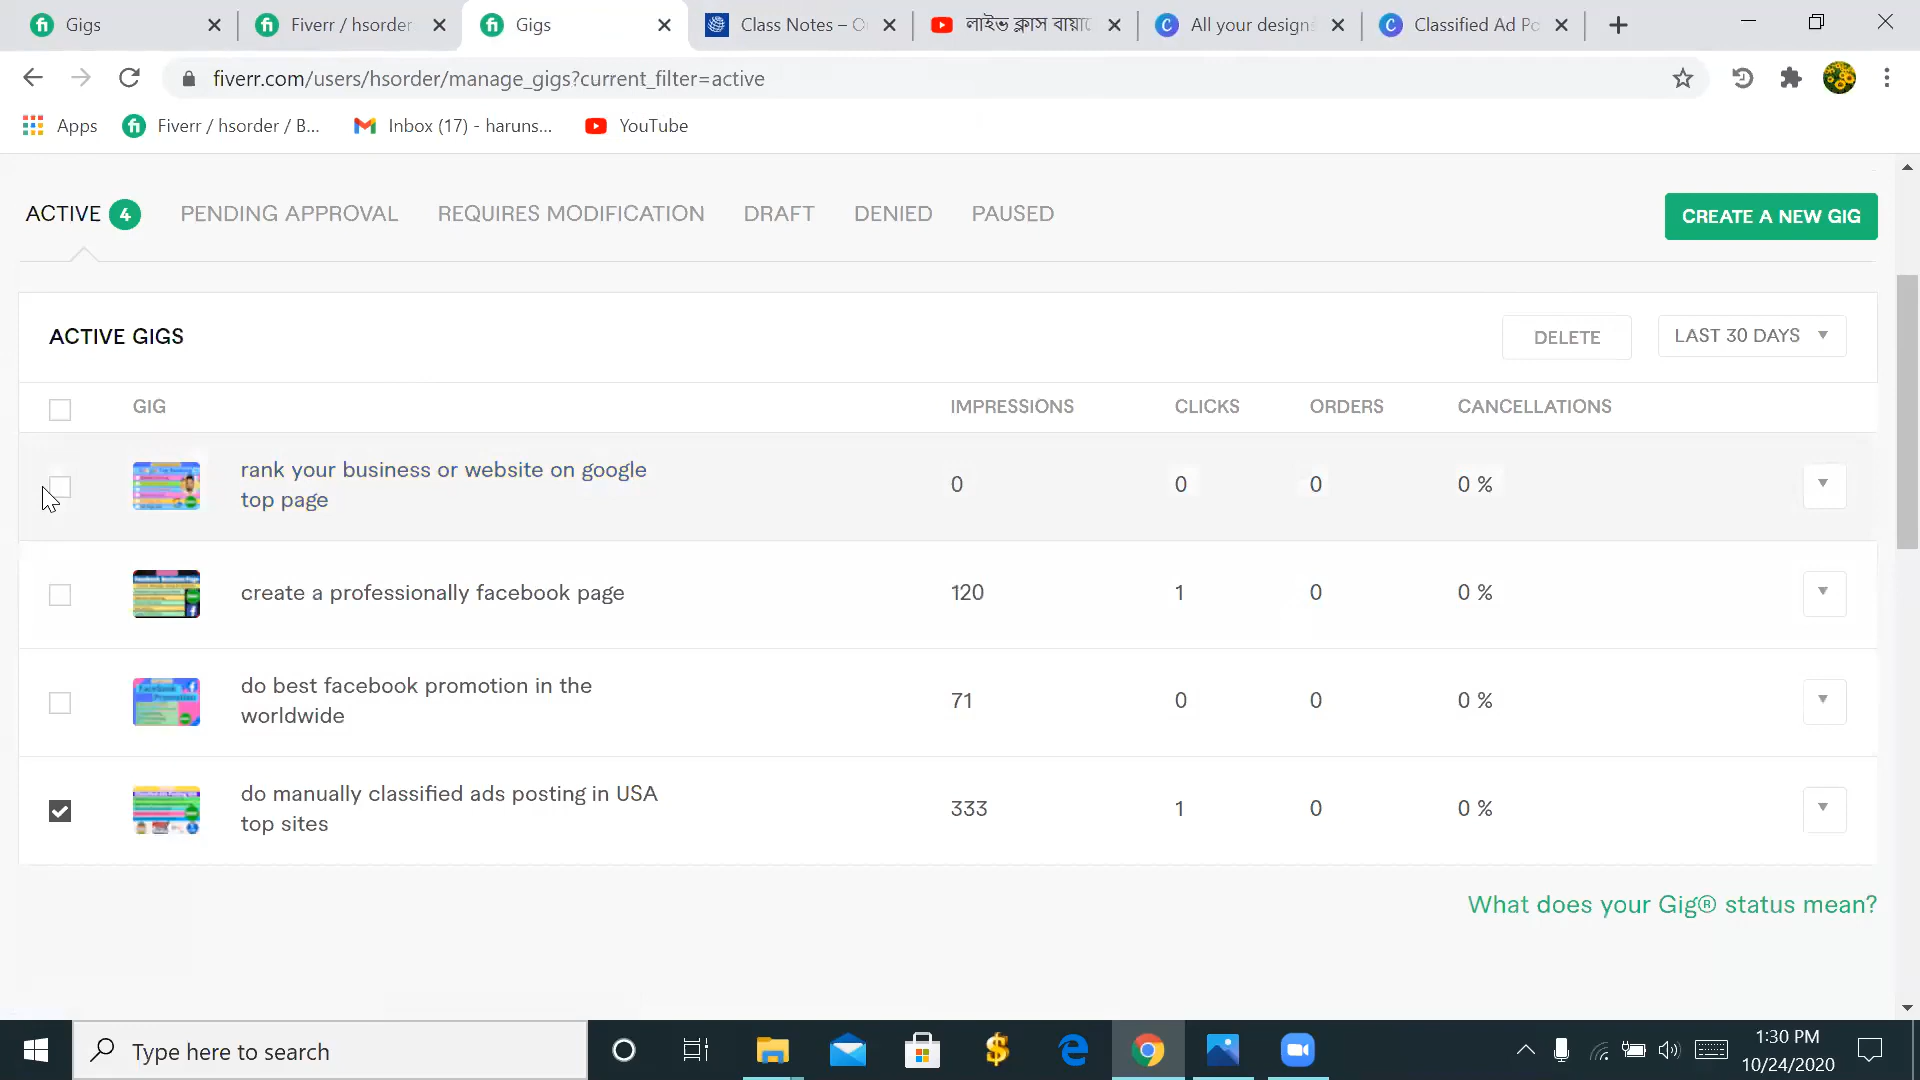 Gigs
Fiverr / hsorder
Gigs
Class Notes – O
লাইভ ক্লাস বায়া
All your design
Classified Ad Po
fiverr.com/users/hsorder/manage_gigs?current_filter=active
Apps
Fiverr / hsorder / B...
Inbox (17) - haruns...
YouTube
ACTIVE 4
PENDING APPROVAL
REQUIRES MODIFICATION
DRAFT
DENIED
PAUSED
CREATE A NEW GIG
ACTIVE GIGS
DELETE
LAST 30 DAYS
GIG IMPRESSIONS CLICKS ORDERS CANCELLATIONS
rank your business or website on google
top page
0 0 0 0 %
create a professionally facebook page
120 1 0 0 %
do best facebook promotion in the
worldwide
71 0 0 0 %
do manually classified ads posting in USA
top sites
333 1 0 0 %
What does your Gig® status mean?
Type here to search
1:30 PM
10/24/2020